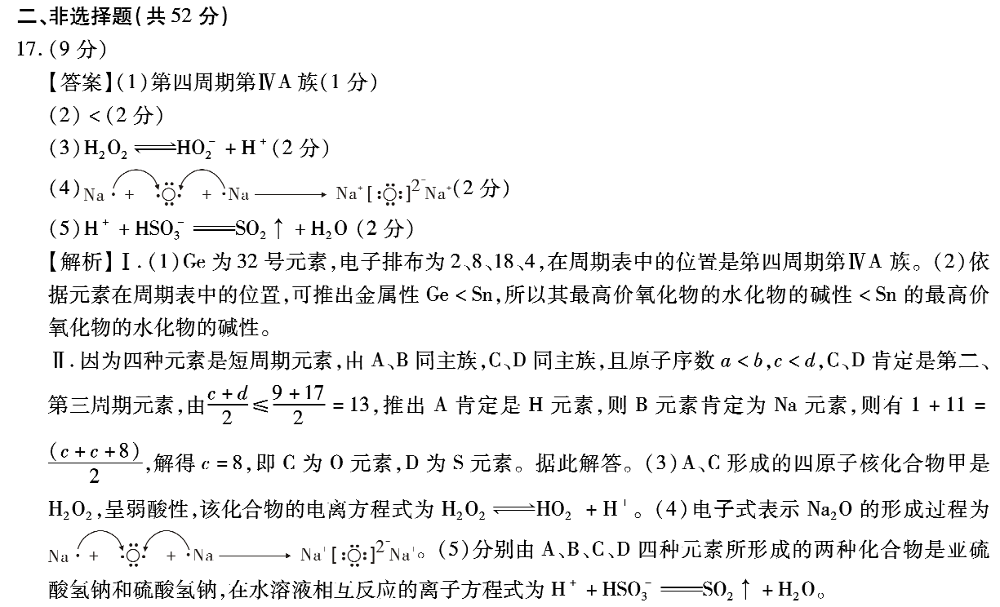 二、非选择题(共52分)
17.(9分)
【答案】(1)第四周期第ⅣA族(1分)
(2)<(2分)
(3)H₂O₂⇌HO₂⁻+H⁺(2分)
(4)Na·+:Ö:+·Na⟶Na⁺[:Ö:]²⁻Na⁺(2分)
(5)H⁺+HSO₃⁻══SO₂↑+H₂O(2分)
【解析】Ⅰ.(1)Ge为32号元素,电子排布为2、8、18、4,在周期表中的位置是第四周期第ⅣA族。(2)依
据元素在周期表中的位置,可推出金属性Ge<Sn,所以其最高价氧化物的水化物的碱性<Sn的最高价
氧化物的水化物的碱性。
Ⅱ.因为四种元素是短周期元素,由A、B同主族,C、D同主族,且原子序数a<b,c<d,C、D肯定是第二、
第三周期元素,由(c+d)/2≤(9+17)/2=13,推出A肯定是H元素,则B元素肯定为Na元素,则有1+11=
(c+c+8)/2,解得c=8,即C为O元素,D为S元素。据此解答。(3)A、C形成的四原子核化合物甲是
H₂O₂,呈弱酸性,该化合物的电离方程式为H₂O₂⇌HO₂+H⁺。(4)电子式表示Na₂O的形成过程为
Na·+:Ö:+·Na⟶Na⁺[:Ö:]²⁻Na⁺。(5)分别由A、B、C、D四种元素所形成的两种化合物是亚硫
酸氢钠和硫酸氢钠,在水溶液相互反应的离子方程式为H⁺+HSO₃⁻══SO₂↑+H₂O。